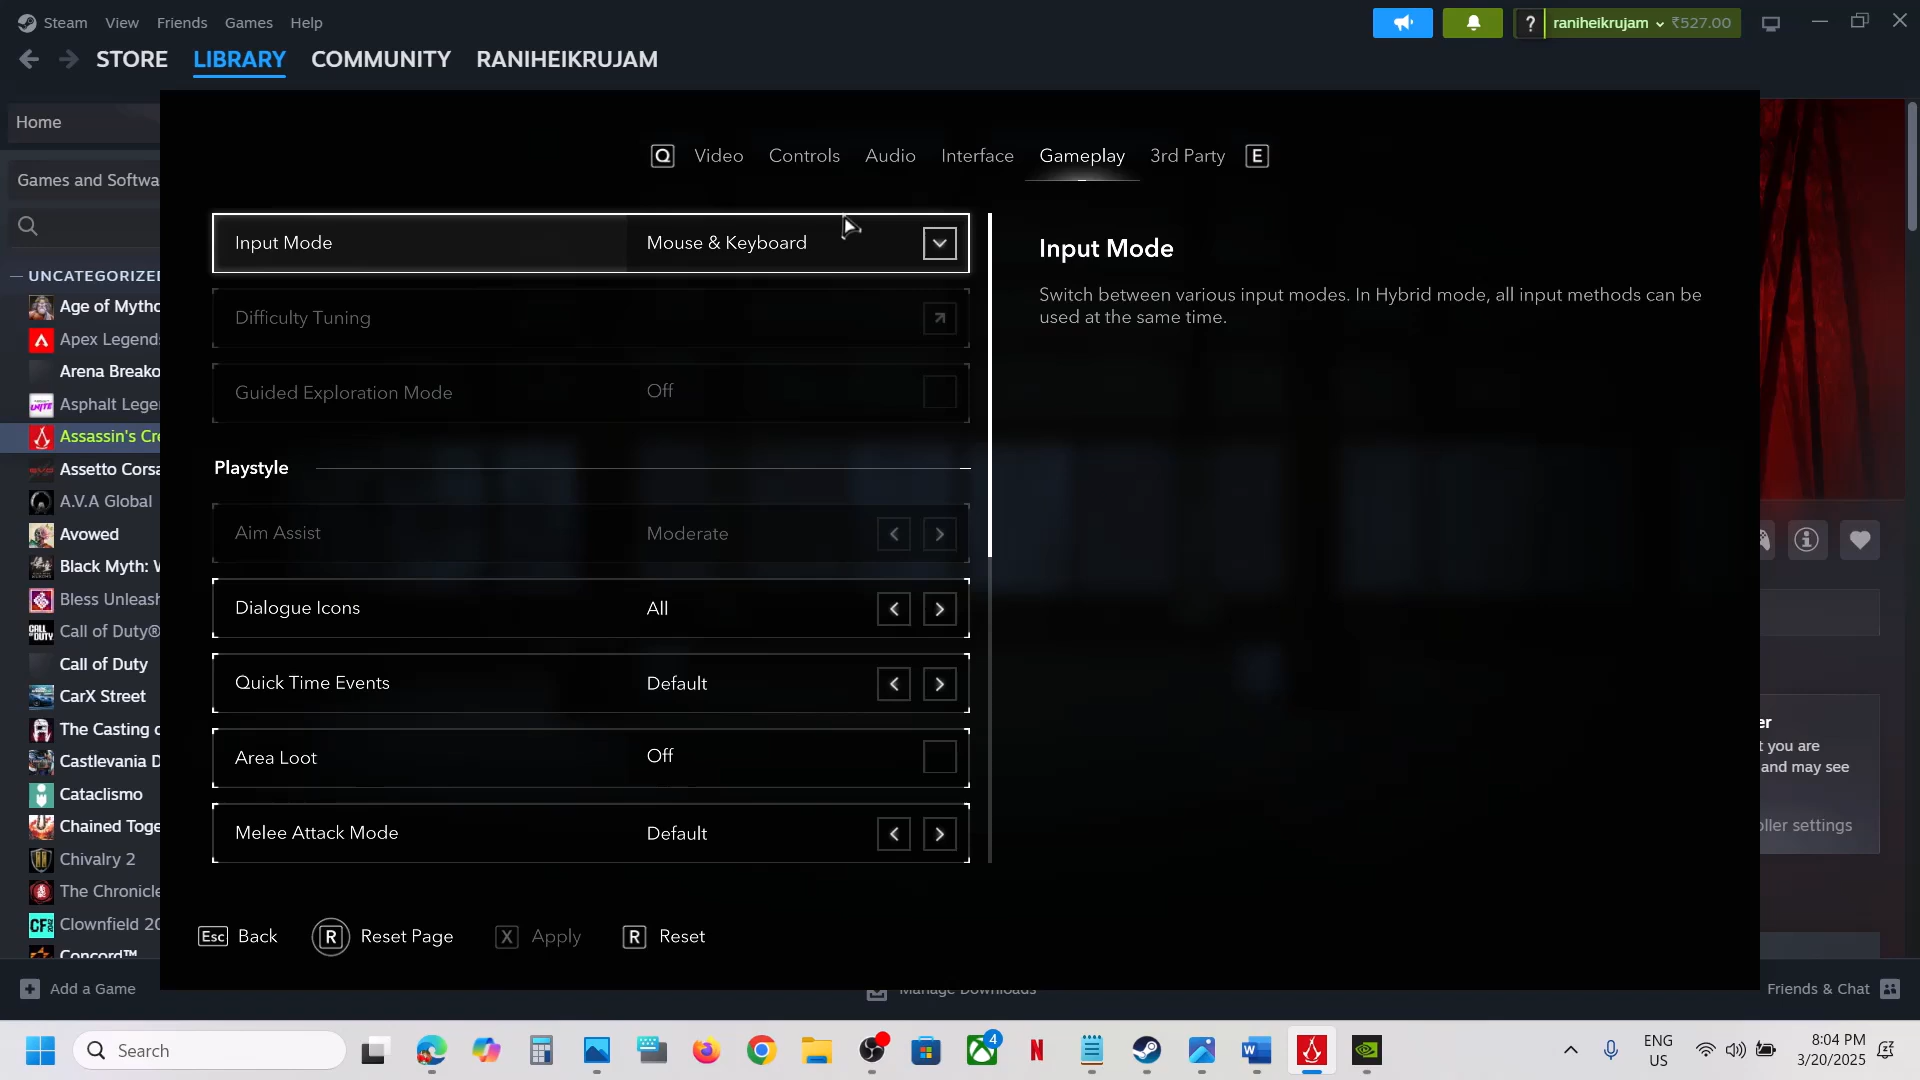 Steam View Friends Games Help
? raniheikrujam ₹527.00
STORE LIBRARY COMMUNITY RANIHEIKRUJAM
Home
Games and Softwa
UNCATEGORIZE
Age of Mytho
Apex Legend
Arena Breako
Asphalt Lege
Assassin's Cr
Assetto Corsa
A.V.A Global
Avowed
Black Myth: W
Bless Unleash
Call of Duty®
Call of Duty
CarX Street
The Casting o
Castlevania D
Cataclismo
Chained Toge
Chivalry 2
The Chronicle
Clownfield 20
Concord™
Add a Game
Q Video Controls Audio Interface Gameplay 3rd Party E
Input Mode Mouse & Keyboard
Difficulty Tuning
Guided Exploration Mode Off
Playstyle
Aim Assist Moderate
Dialogue Icons All
Quick Time Events Default
Area Loot Off
Melee Attack Mode Default
Input Mode
Switch between various input modes. In Hybrid mode, all input methods can be
used at the same time.
Esc Back R Reset Page X Apply R Reset
er
t you are
and may see
oller settings
Manage Downloads
Friends & Chat
Search
4
ENG
US
8:04 PM
3/20/2025